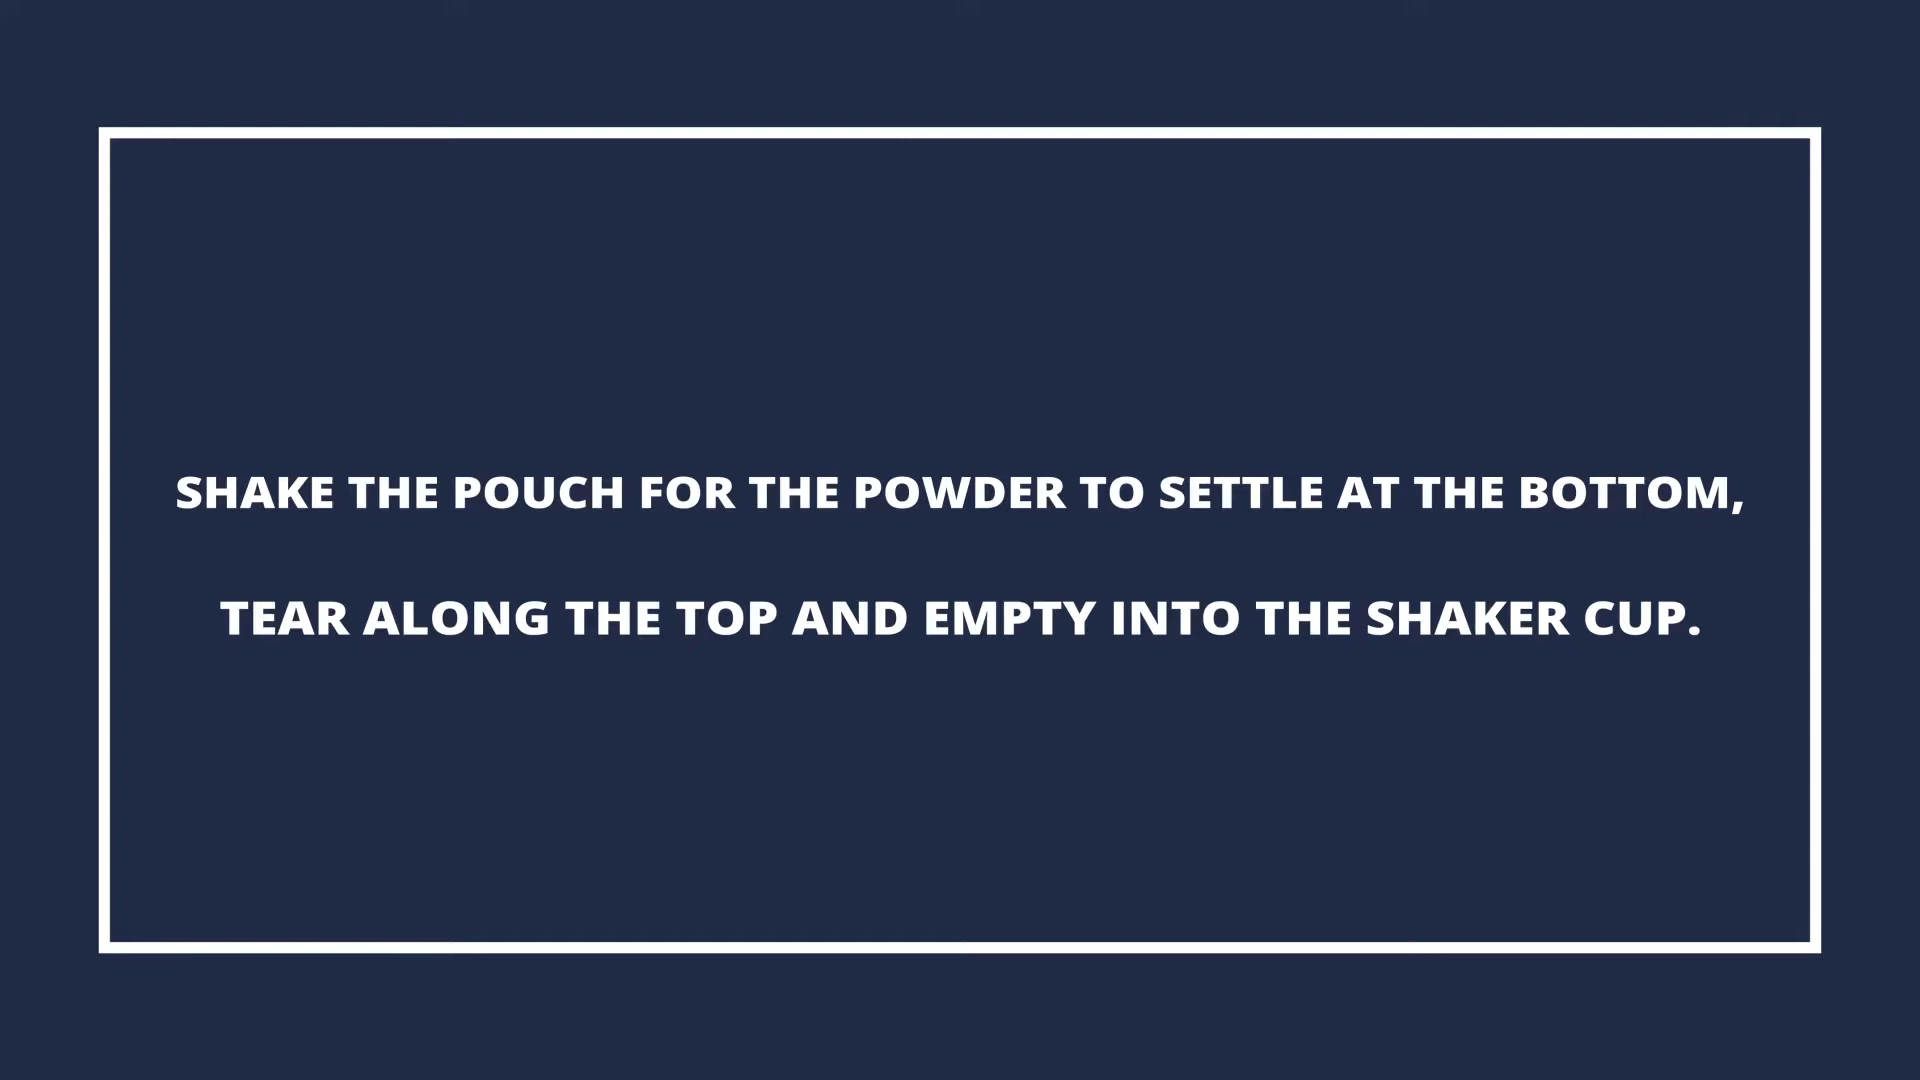 SHAKE THE POUCH FOR THE POWDER TO SETTLE AT THE BOTTOM,
TEAR ALONG THE TOP AND EMPTY INTO THE SHAKER CUP.